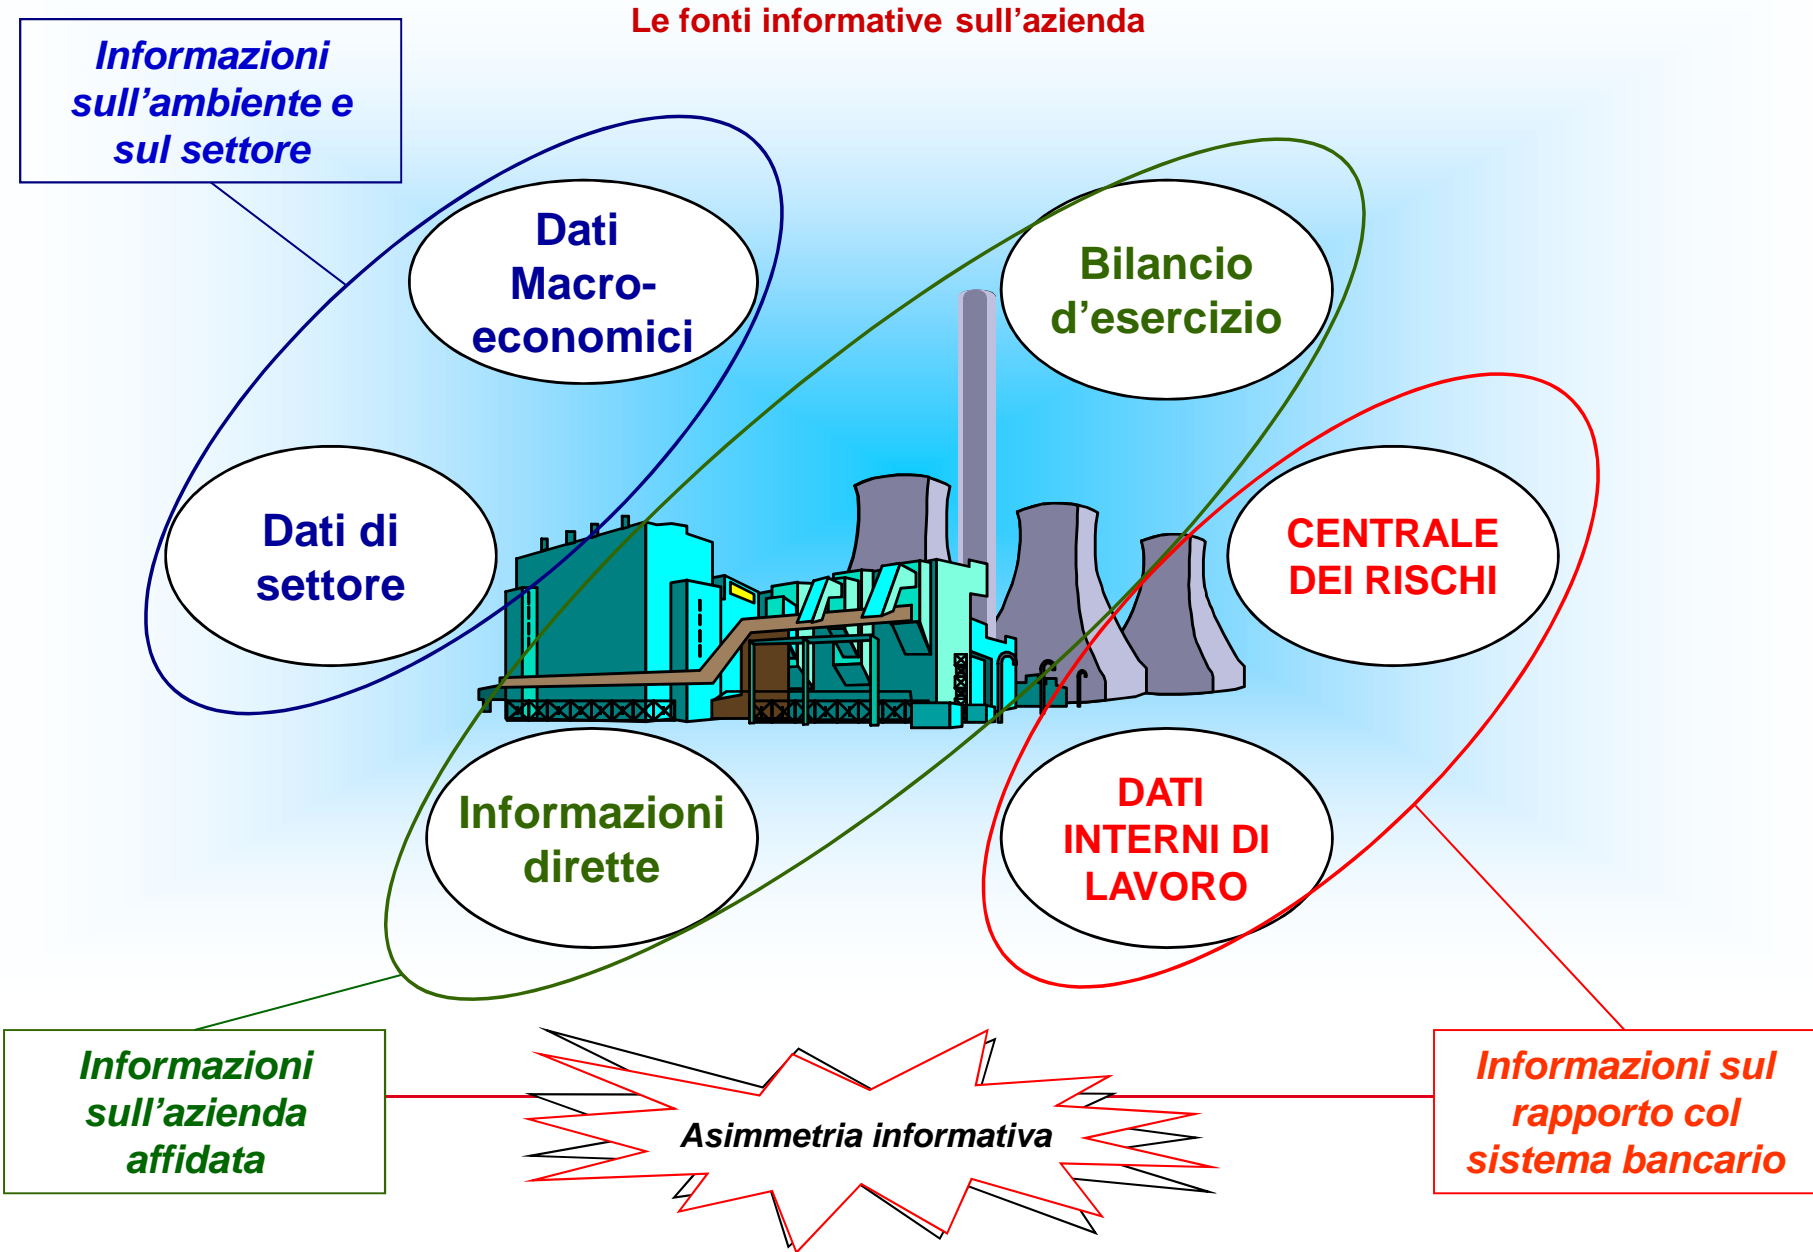 Le fonti informative sull’azienda
Informazioni
sull’ambiente e
sul settore
Dati
Macro-
economici
Bilancio
d’esercizio
Dati di
settore
CENTRALE
DEI RISCHI
Informazioni
dirette
DATI
INTERNI DI
LAVORO
Informazioni
sull’azienda
affidata
Asimmetria informativa
Informazioni sul
rapporto col
sistema bancario